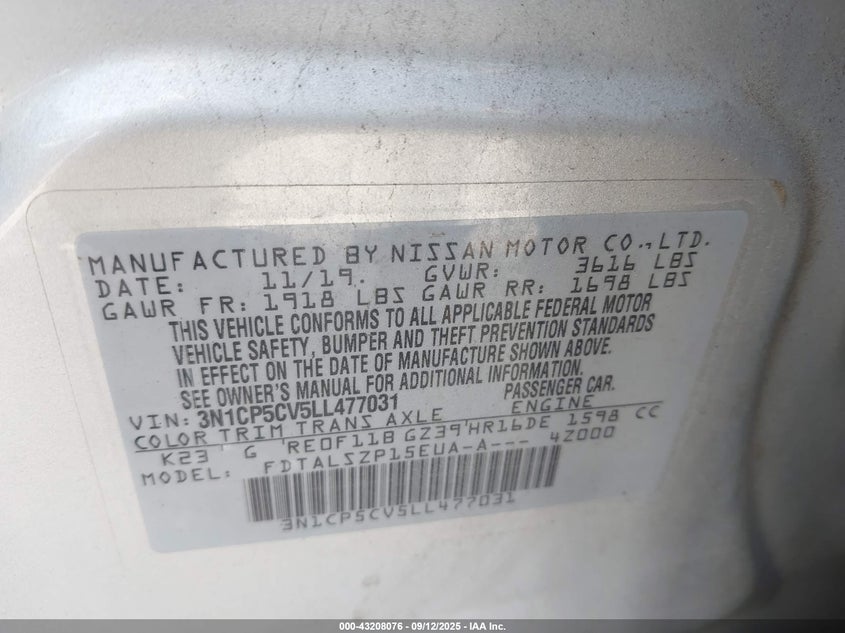 MANUFACTURED BY NISSAN MOTOR CO.,LTD.
DATE: 11/19. GVWR: 3616 LBS
GAWR FR: 1918 LBS GAWR RR: 1698 LBS
THIS VEHICLE CONFORMS TO ALL APPLICABLE FEDERAL MOTOR
VEHICLE SAFETY, BUMPER AND THEFT PREVENTION STANDARDS
IN EFFECT ON THE DATE OF MANUFACTURE SHOWN ABOVE.
SEE OWNER'S MANUAL FOR ADDITIONAL INFORMATION.
VIN: 3N1CP5CV5LL477031 PASSENGER CAR.
COLOR TRIM TRANS AXLE ENGINE
K23 G RE0F11B GZ39 HR16DE 1598 CC
MODEL: FDTALSZP15EUA-A--- 4Z000
3N1CP5CV5LL477031
000-43208076 - 09/12/2025 - IAA Inc.